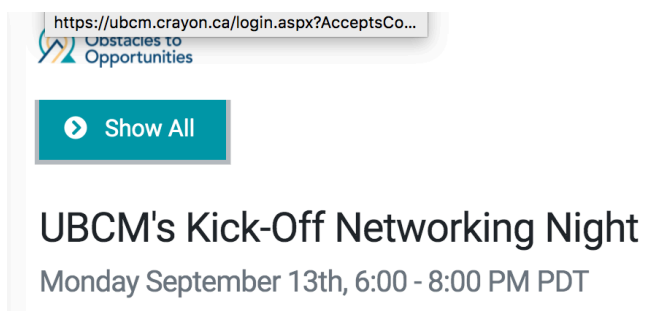 https://ubcm.crayon.ca/login.aspx?AcceptsCo...
Obstacles to
Opportunities
Show All
UBCM's Kick-Off Networking Night
Monday September 13th, 6:00 - 8:00 PM PDT